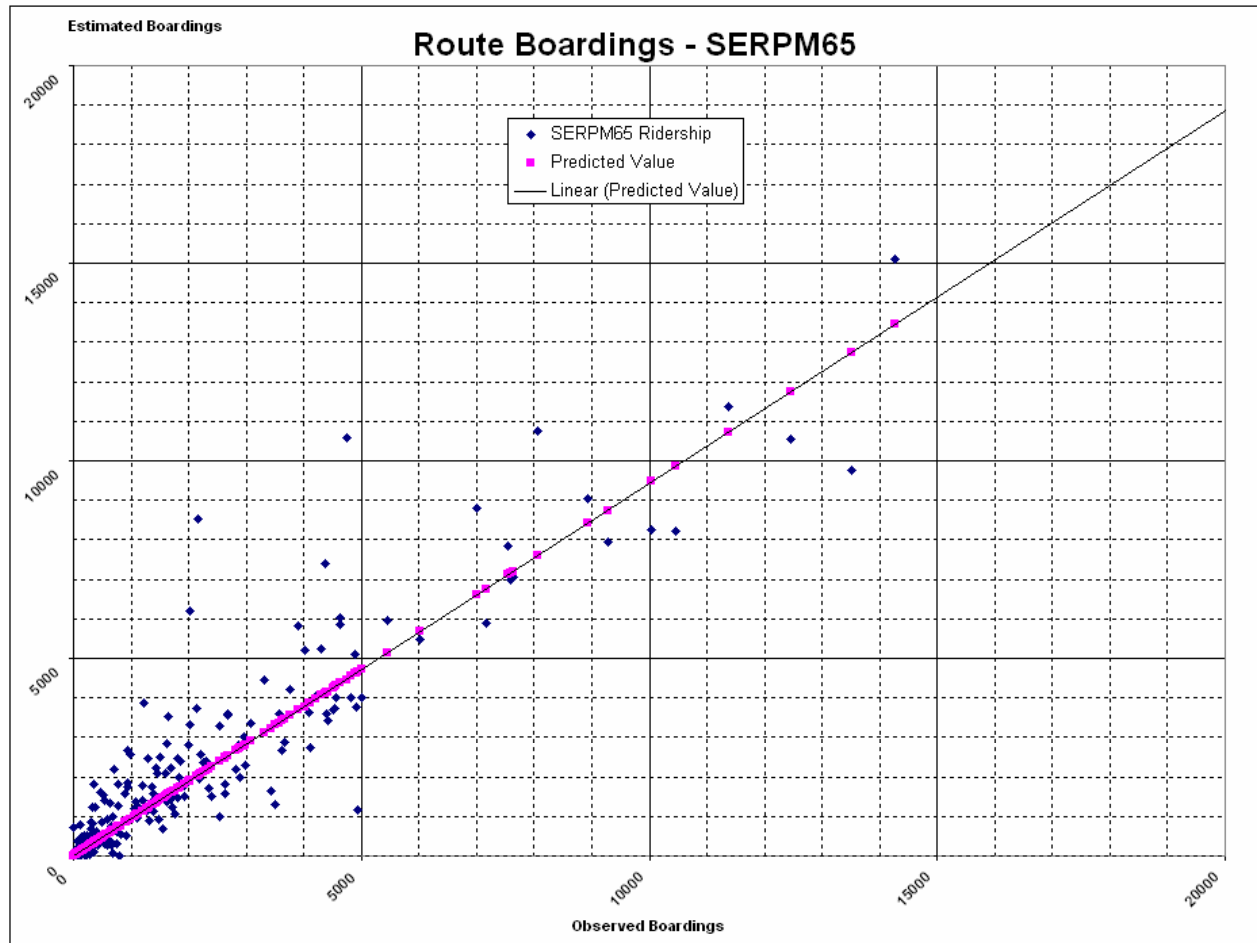 Estimated Boardings
Route Boardings - SERPM65
20000
SERPM65 Ridership
Predicted Value
Linear (Predicted Value)
15000
10000
5000
0
0
5000
10000
15000
20000
Observed Boardings